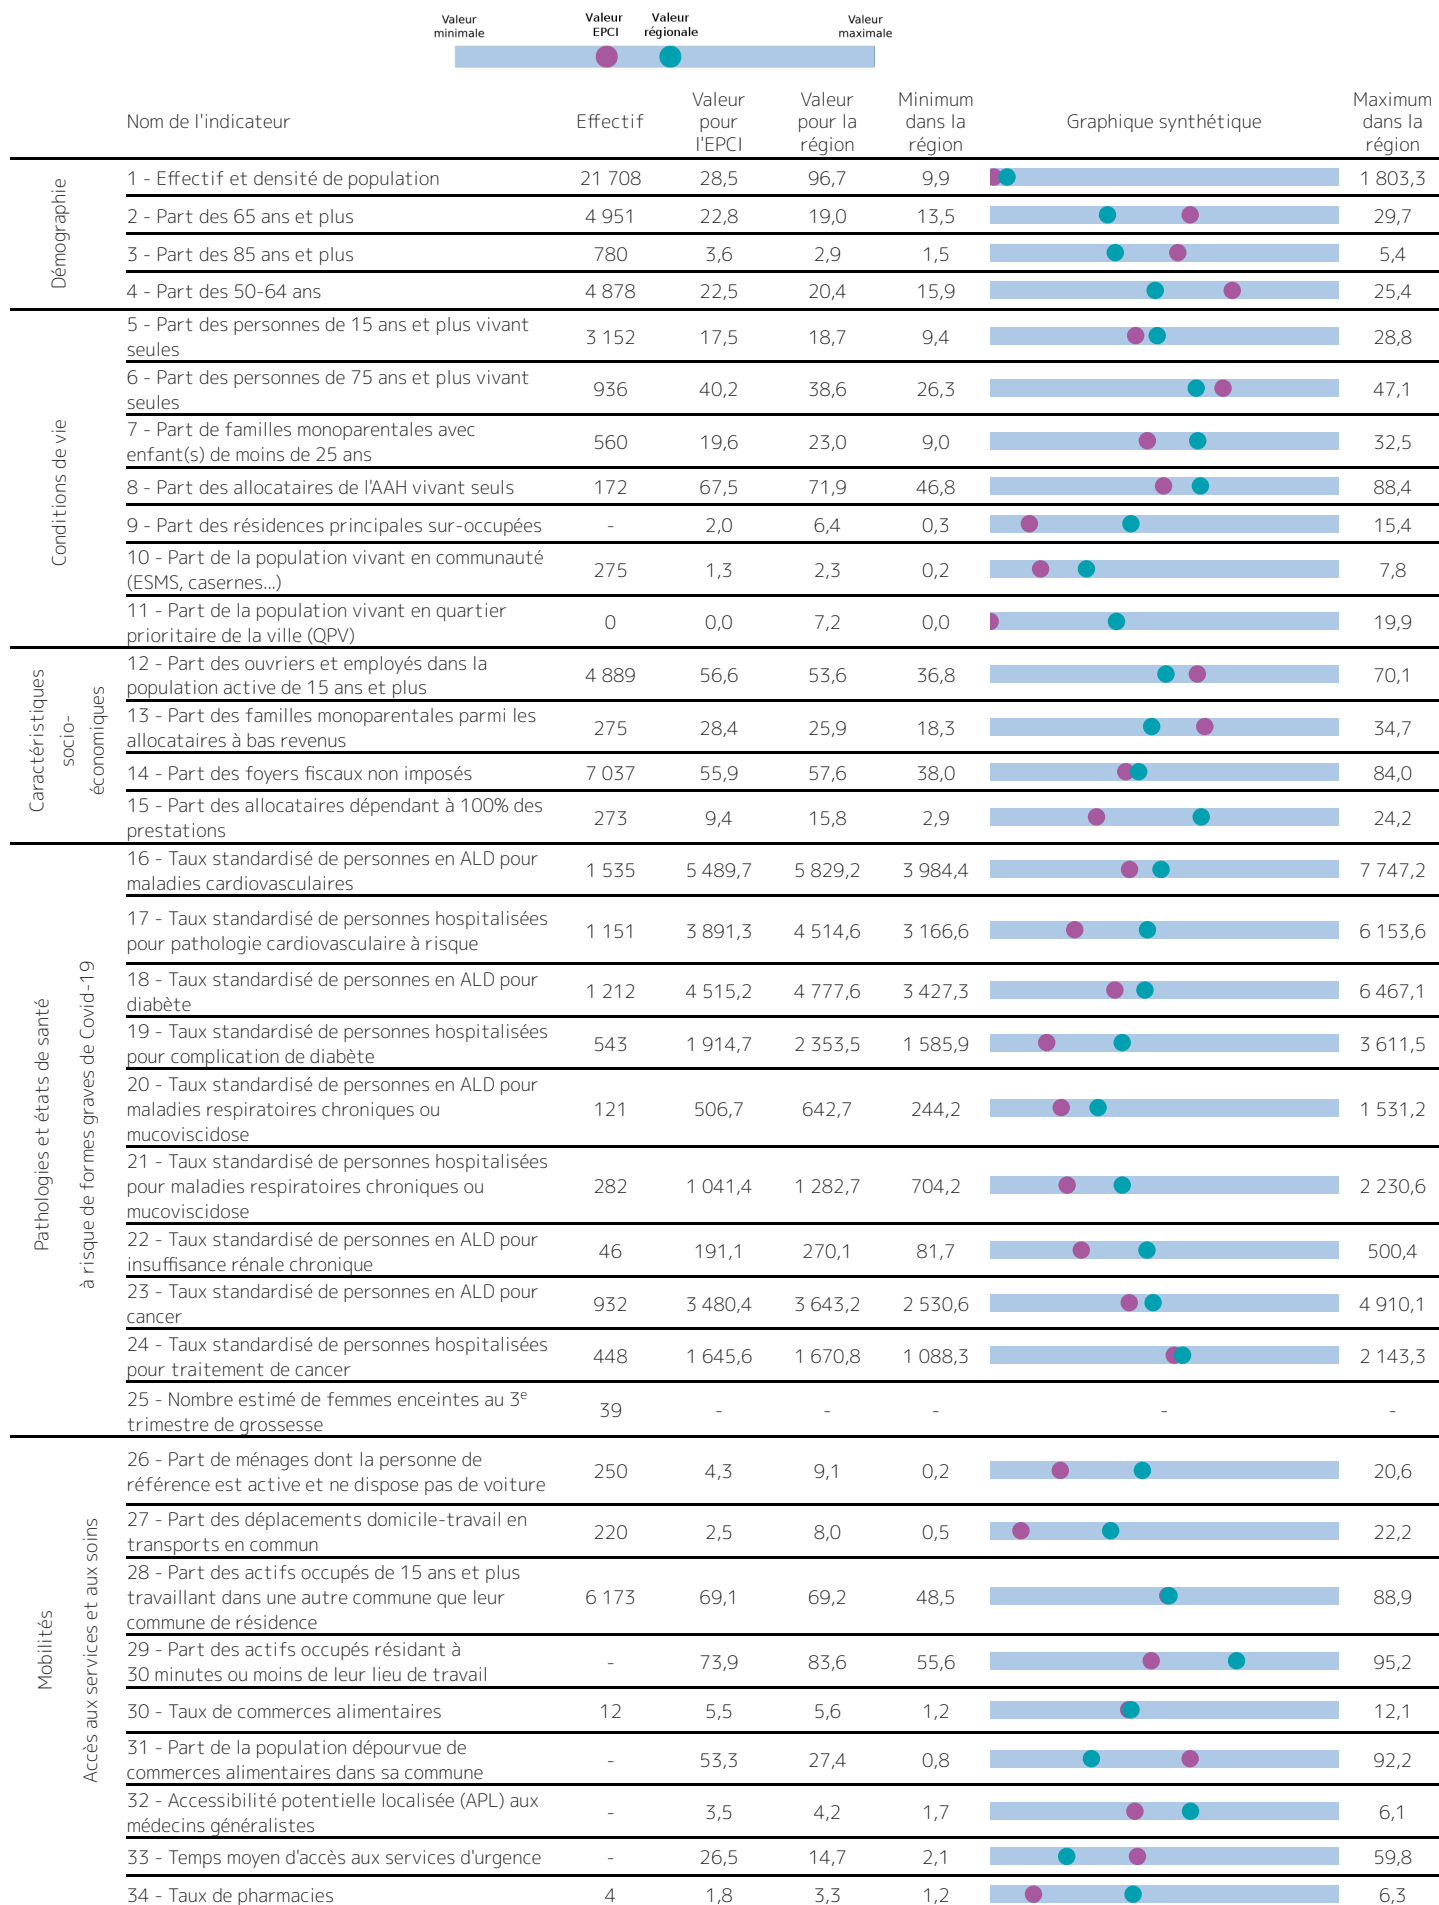 Valeur minimale
Valeur EPCI
Valeur régionale
Valeur maximale
Nom de l'indicateur Effectif Valeur pour l'EPCI Valeur pour la région Minimum dans la région Graphique synthétique Maximum dans la région
Démographie
1 - Effectif et densité de population 21 708 28,5 96,7 9,9 1 803,3
2 - Part des 65 ans et plus 4 951 22,8 19,0 13,5 29,7
3 - Part des 85 ans et plus 780 3,6 2,9 1,5 5,4
4 - Part des 50-64 ans 4 878 22,5 20,4 15,9 25,4
Conditions de vie
5 - Part des personnes de 15 ans et plus vivant
seules 3 152 17,5 18,7 9,4 28,8
6 - Part des personnes de 75 ans et plus vivant
seules 936 40,2 38,6 26,3 47,1
7 - Part de familles monoparentales avec
enfant(s) de moins de 25 ans 560 19,6 23,0 9,0 32,5
8 - Part des allocataires de l'AAH vivant seuls 172 67,5 71,9 46,8 88,4
9 - Part des résidences principales sur-occupées - 2,0 6,4 0,3 15,4
10 - Part de la population vivant en communauté
(ESMS, casernes...) 275 1,3 2,3 0,2 7,8
11 - Part de la population vivant en quartier
prioritaire de la ville (QPV) 0 0,0 7,2 0,0 19,9
Caractéristiques
socio-
économiques
12 - Part des ouvriers et employés dans la
population active de 15 ans et plus 4 889 56,6 53,6 36,8 70,1
13 - Part des familles monoparentales parmi les
allocataires à bas revenus 275 28,4 25,9 18,3 34,7
14 - Part des foyers fiscaux non imposés 7 037 55,9 57,6 38,0 84,0
15 - Part des allocataires dépendant à 100% des
prestations 273 9,4 15,8 2,9 24,2
Pathologies et états de santé
à risque de formes graves de Covid-19
16 - Taux standardisé de personnes en ALD pour
maladies cardiovasculaires 1 535 5 489,7 5 829,2 3 984,4 7 747,2
17 - Taux standardisé de personnes hospitalisées
pour pathologie cardiovasculaire à risque 1 151 3 891,3 4 514,6 3 166,6 6 153,6
18 - Taux standardisé de personnes en ALD pour
diabète 1 212 4 515,2 4 777,6 3 427,3 6 467,1
19 - Taux standardisé de personnes hospitalisées
pour complication de diabète 543 1 914,7 2 353,5 1 585,9 3 611,5
20 - Taux standardisé de personnes en ALD pour
maladies respiratoires chroniques ou
mucoviscidose 121 506,7 642,7 244,2 1 531,2
21 - Taux standardisé de personnes hospitalisées
pour maladies respiratoires chroniques ou
mucoviscidose 282 1 041,4 1 282,7 704,2 2 230,6
22 - Taux standardisé de personnes en ALD pour
insuffisance rénale chronique 46 191,1 270,1 81,7 500,4
23 - Taux standardisé de personnes en ALD pour
cancer 932 3 480,4 3 643,2 2 530,6 4 910,1
24 - Taux standardisé de personnes hospitalisées
pour traitement de cancer 448 1 645,6 1 670,8 1 088,3 2 143,3
25 - Nombre estimé de femmes enceintes au 3e
trimestre de grossesse 39 - - - - -
Mobilités
Accès aux services et aux soins
26 - Part de ménages dont la personne de
référence est active et ne dispose pas de voiture 250 4,3 9,1 0,2 20,6
27 - Part des déplacements domicile-travail en
transports en commun 220 2,5 8,0 0,5 22,2
28 - Part des actifs occupés de 15 ans et plus
travaillant dans une autre commune que leur
commune de résidence 6 173 69,1 69,2 48,5 88,9
29 - Part des actifs occupés résidant à
30 minutes ou moins de leur lieu de travail - 73,9 83,6 55,6 95,2
30 - Taux de commerces alimentaires 12 5,5 5,6 1,2 12,1
31 - Part de la population dépourvue de
commerces alimentaires dans sa commune - 53,3 27,4 0,8 92,2
32 - Accessibilité potentielle localisée (APL) aux
médecins généralistes - 3,5 4,2 1,7 6,1
33 - Temps moyen d'accès aux services d'urgence - 26,5 14,7 2,1 59,8
34 - Taux de pharmacies 4 1,8 3,3 1,2 6,3